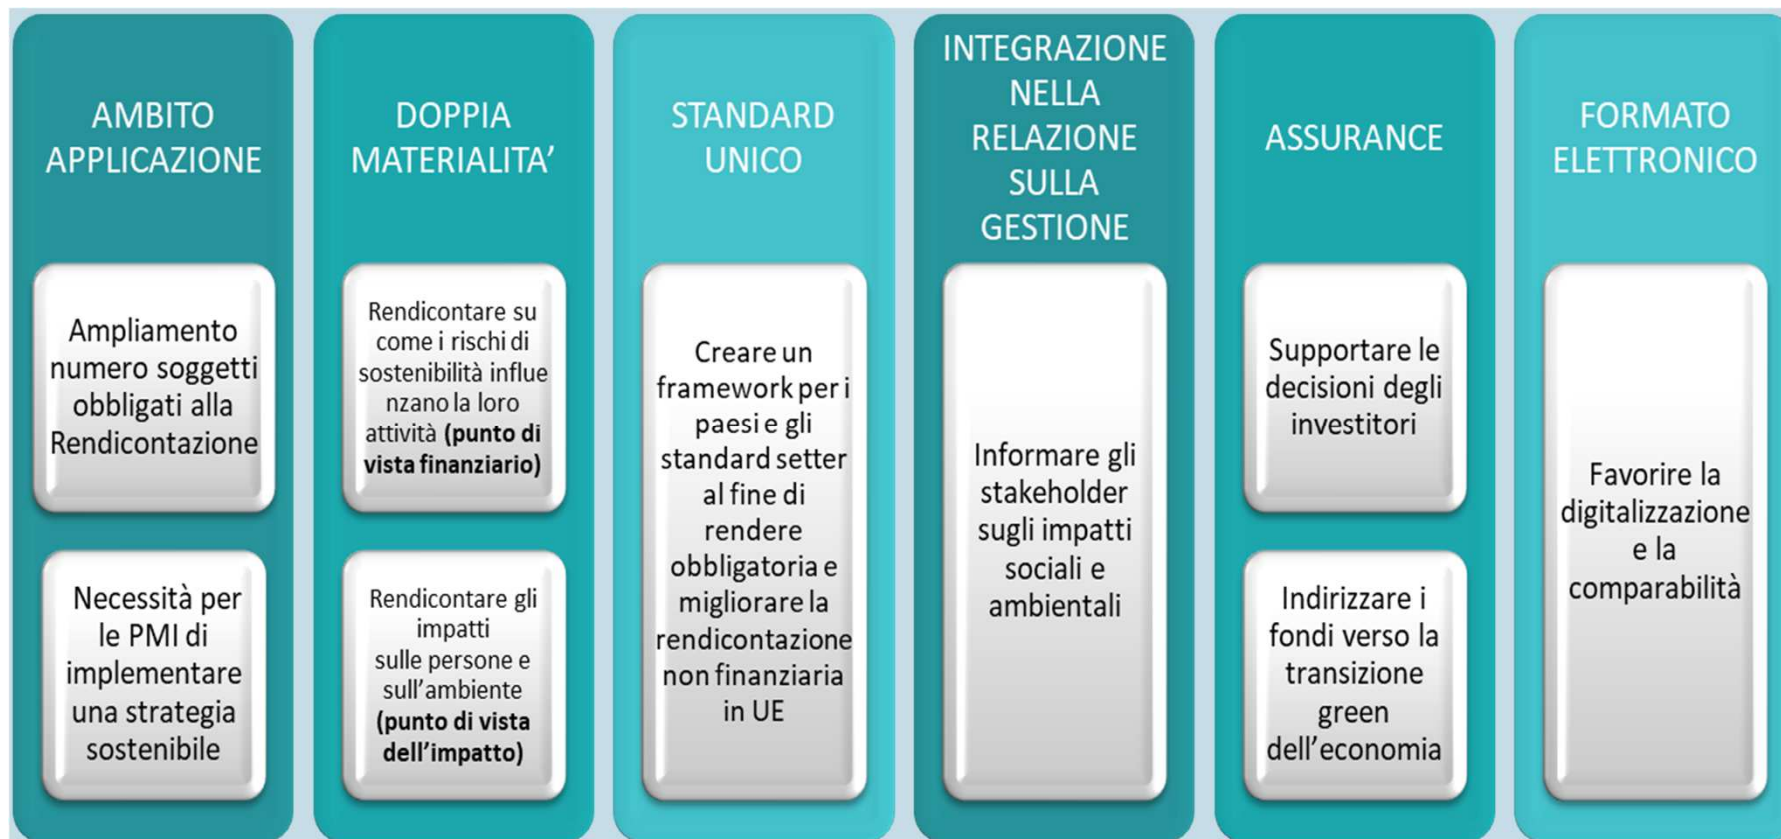 AMBITO
APPLICAZIONE
Ampliamento
numero soggetti
obbligati alla
Rendicontazione
Necessità per
le PMI di
implementare
una strategia
sostenibile
DOPPIA
MATERIALITA’
Rendicontare su
come i rischi di
sostenibilità influe
nzano la loro
attività (punto di
vista finanziario)
Rendicontare gli
impatti
sulle persone e
sull’ambiente
(punto di vista
dell’impatto)
STANDARD
UNICO
Creare un
framework per i
paesi e gli
standard setter
al fine di
rendere
obbligatoria e
migliorare la
rendicontazione
non finanziaria
in UE
INTEGRAZIONE
NELLA
RELAZIONE
SULLA
GESTIONE
Informare gli
stakeholder
sugli impatti
sociali e
ambientali
ASSURANCE
Supportare le
decisioni degli
investitori
Indirizzare i
fondi verso la
transizione
green
dell’economia
FORMATO
ELETTRONICO
Favorire la
digitalizzazione
e la
comparabilità